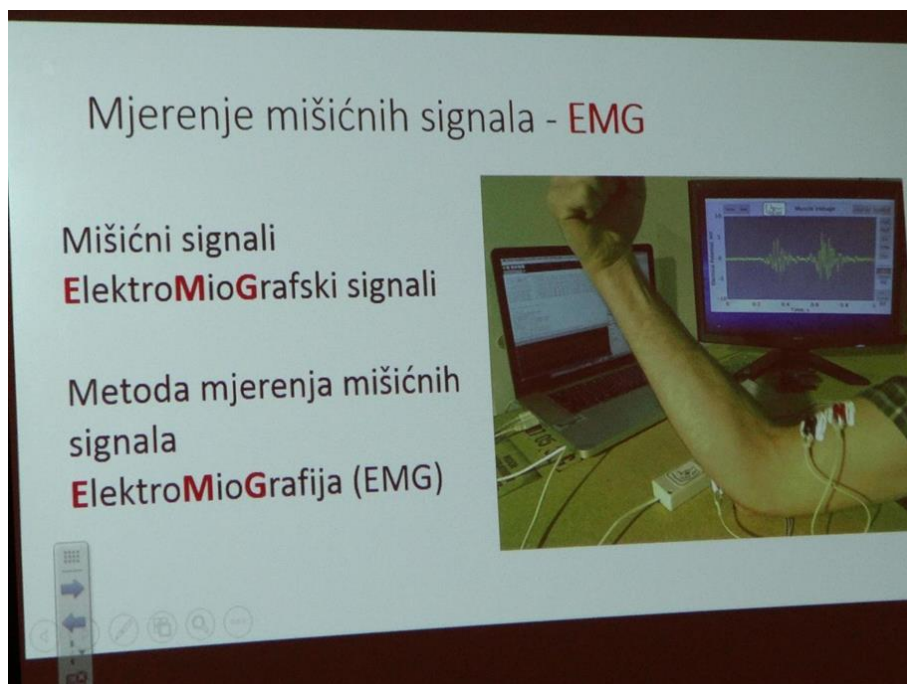 Mjerenje mišićnih signala - EMG
Mišićni signali
ElektroMioGrafski signali
Metoda mjerenja mišićnih
signala
ElektroMioGrafija (EMG)